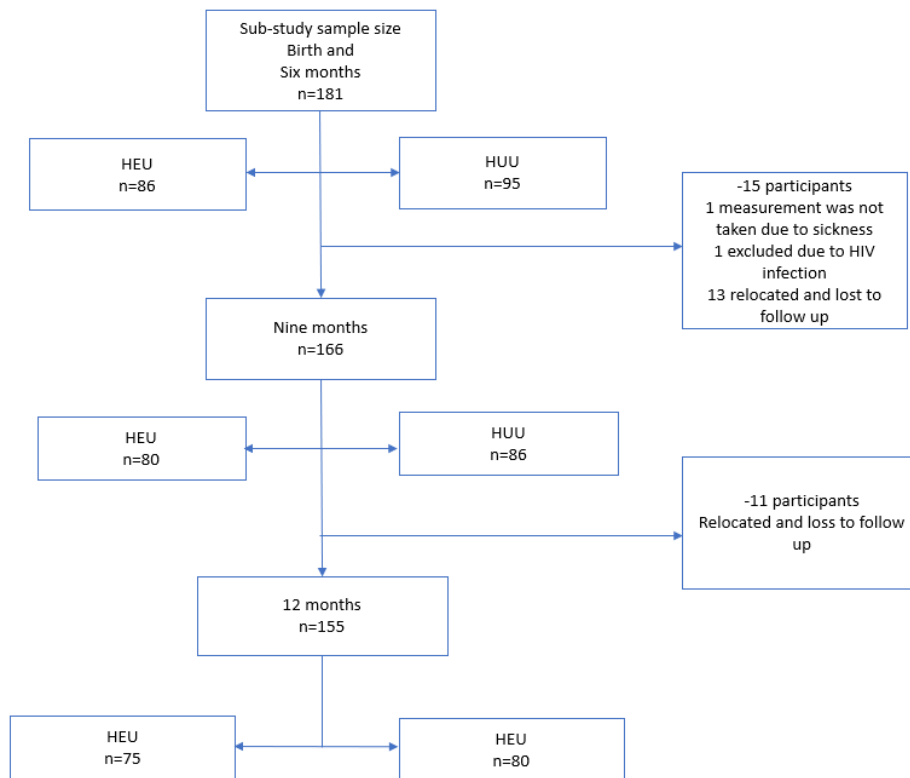 Sub-study sample size
Birth and
Six months
n=181
HEU
n=86
HUU
n=95
-15 participants
1 measurement was not
taken due to sickness
1 excluded due to HIV
infection
13 relocated and lost to
follow up
Nine months
n=166
HEU
n=80
HUU
n=86
-11 participants
Relocated and loss to follow
up
12 months
n=155
HEU
n=75
HEU
n=80